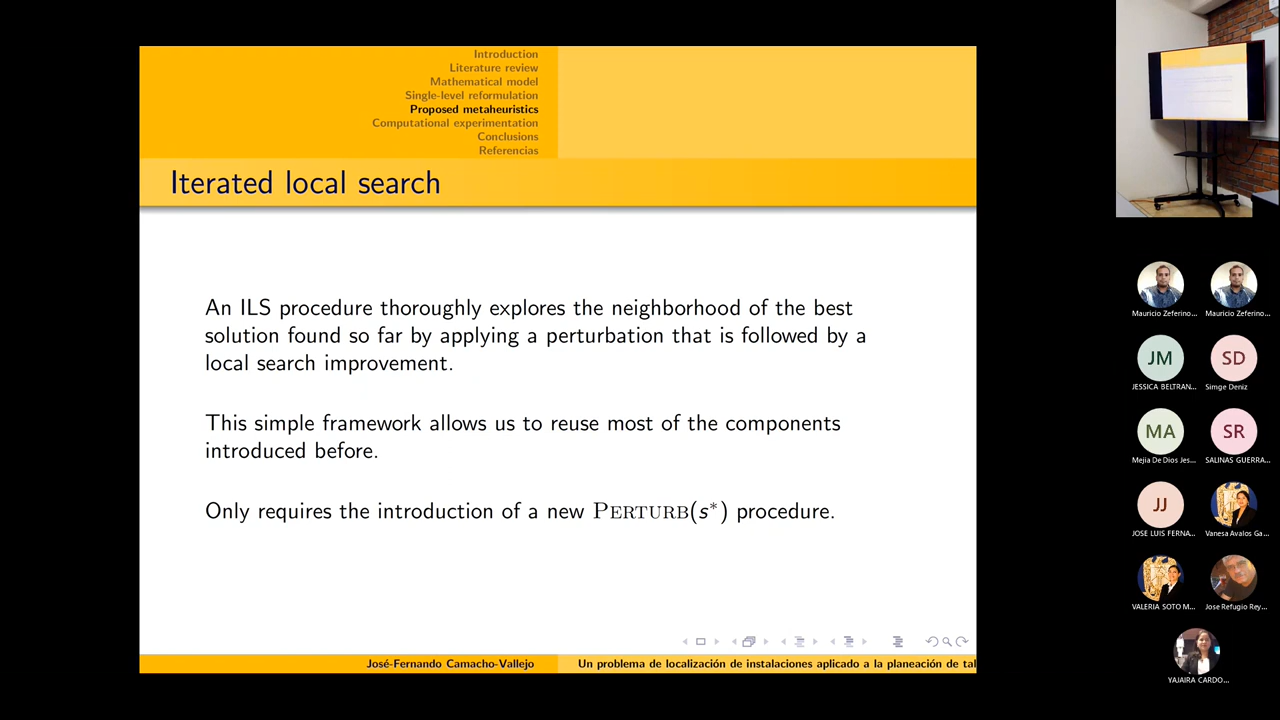 Introduction
Literature review
Mathematical model
Single-level reformulation
Proposed metaheuristics
Computational experimentation
Conclusions
Referencias
Iterated local search
An ILS procedure thoroughly explores the neighborhood of the best
solution found so far by applying a perturbation that is followed by a
local search improvement.
This simple framework allows us to reuse most of the components
introduced before.
Only requires the introduction of a new PERTURB(s*) procedure.
José-Fernando Camacho-Vallejo
Un problema de localización de instalaciones aplicado a la planeación de tal
Mauricio Zeferino...
Mauricio Zeferino...
JM
SD
JESSICA BELTRAN...
Simge Deniz
MA
SR
Mejia De Dios Jes...
SALINAS GUERRA...
JJ
JOSE LUIS FERNA...
Vanesa Avalos Ga...
VALERIA SOTO M...
Jose Refugio Rey...
YAJAIRA CARDO...